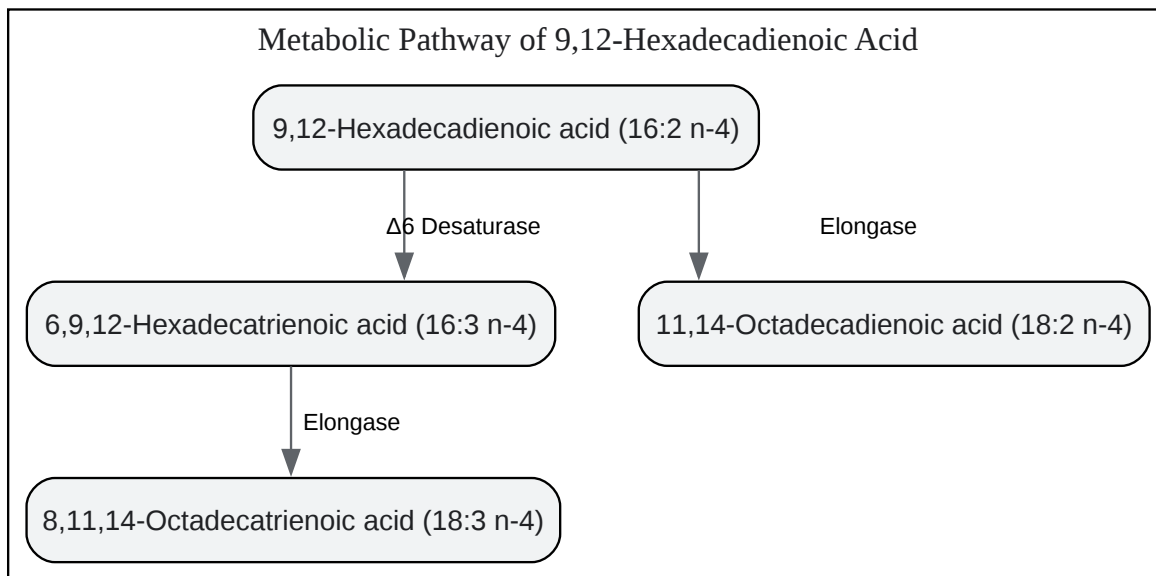 Metabolic Pathway of 9,12-Hexadecadienoic Acid
9,12-Hexadecadienoic acid (16:2 n-4)
Δ6 Desaturase
Elongase
6,9,12-Hexadecatrienoic acid (16:3 n-4)
11,14-Octadecadienoic acid (18:2 n-4)
Elongase
8,11,14-Octadecatrienoic acid (18:3 n-4)